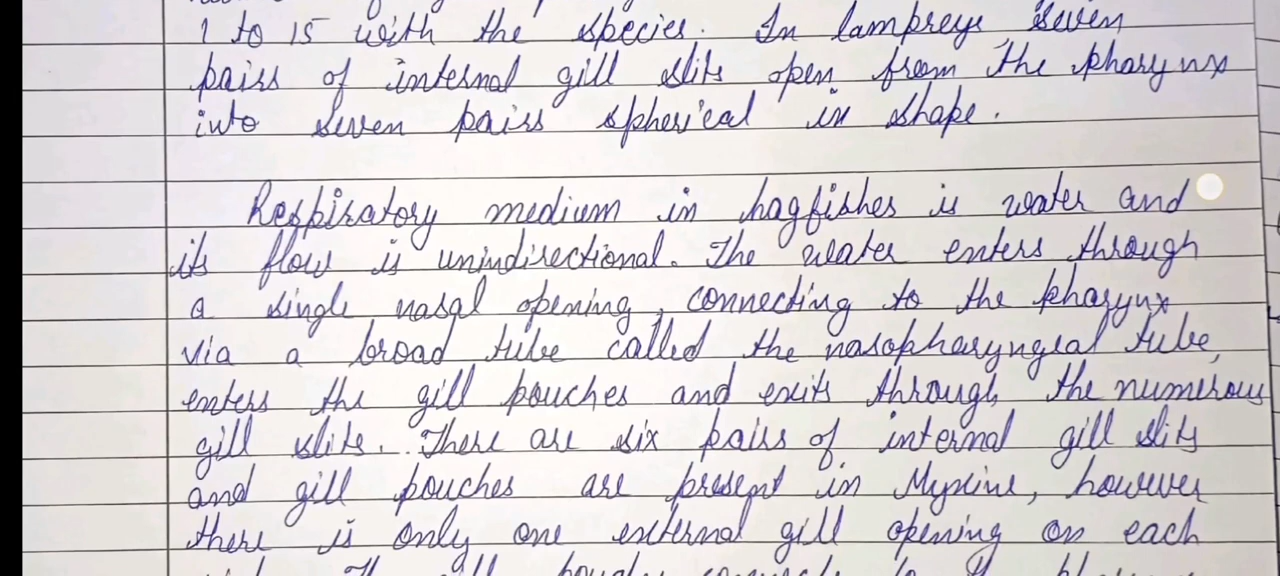 1 to 15 with the species. In lampreys seven
pairs of internal gill slits open from the pharynx
into seven pairs spherical in shape.
Respiratory medium in hagfishes is water and
its flow is unindirectional. The water enters through
a single nasal opening, connecting to the pharynx
via a broad tube called the nasopharyngeal tube,
enters the gill pouches and exits through the numerous
gill slits. There are six pairs of internal gill slits
and gill pouches are present in Myxine, however
there is only one external gill opening on each